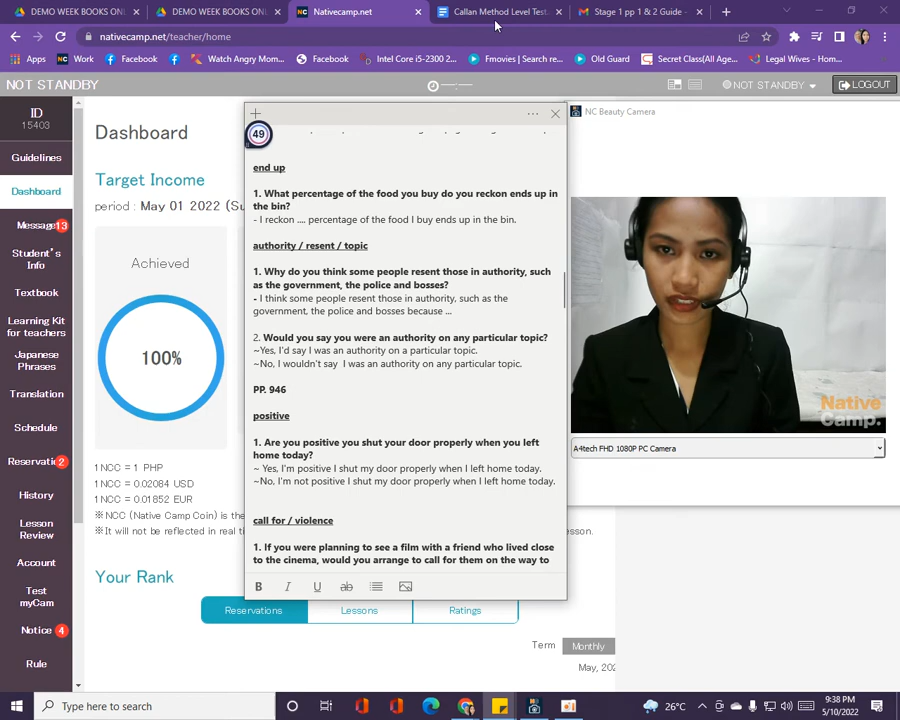 DEMO WEEK BOOKS ONL
DEMO WEEK BOOKS ONL
Nativecamp.net
Callan Method Level Test
Stage 1 pp 1 & 2 Guide -
nativecamp.net/teacher/home
Apps
Work
Facebook
Watch Angry Mom...
Facebook
Intel Core i5-2300 2...
Fmovies | Search re...
Old Guard
Secret Class(All Age...
Legal Wives - Hom...
NOT STANDBY
—:—
NOT STANDBY
LOGOUT
ID
15403
Guidelines
Dashboard
Message
13
Student's
Info
Textbook
Learning Kit
for teachers
Japanese
Phrases
Translation
Schedule
Reservatio
2
History
Lesson
Review
Account
Test
myCam
Notice
4
Rule
Dashboard
Target Income
period : May 01 2022 (Su
Achieved
100%
1 NCC = 1 PHP
1 NCC = 0.02084 USD
1 NCC = 0.01852 EUR
※NCC (Native Camp Coin) is the
※It will not be reflected in real ti
esson.
Your Rank
Reservations
Lessons
Ratings
Term
Monthly
May, 202
49
end up
1. What percentage of the food you buy do you reckon ends up in
the bin?
- I reckon .... percentage of the food I buy ends up in the bin.
authority / resent / topic
1. Why do you think some people resent those in authority, such
as the government, the police and bosses?
- I think some people resent those in authority, such as the
government, the police and bosses because ...
2. Would you say you were an authority on any particular topic?
~Yes, I'd say I was an authority on a particular topic.
~No, I wouldn't say I was an authority on any particular topic.
PP. 946
positive
1. Are you positive you shut your door properly when you left
home today?
~ Yes, I'm positive I shut my door properly when I left home today.
~No, I'm not positive I shut my door properly when I left home today.
call for / violence
1. If you were planning to see a film with a friend who lived close
to the cinema, would you arrange to call for them on the way to
B
I
U
ab
NC Beauty Camera
Native
Camp.
A4tech FHD 1080P PC Camera
Type here to search
26°C
9:38 PM
5/10/2022